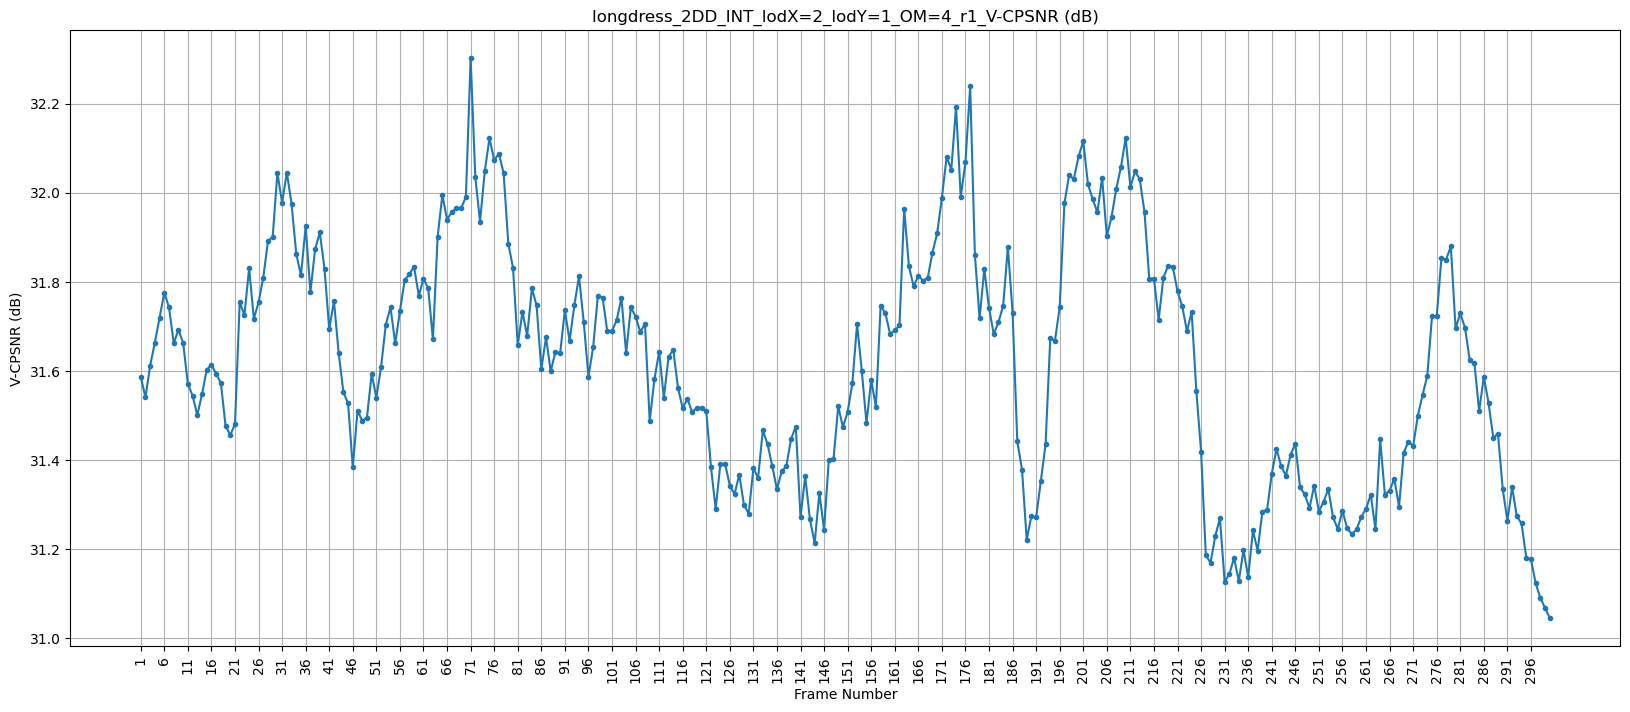 longdress_2DD_INT_lodX=2_lodY=1_OM=4_r1_V-CPSNR (dB)
32.2
32.0
31.8
31.6
31.4
31.2
31.0
V-CPSNR (dB)
1 6 11 16 21 26 31 36 41 46 51 56 61 66 71 76 81 86 91 96 101 106 111 116 121 126 131 136 141 146 151 156 161 166 171 176 181 186 191 196 201 206 211 216 221 226 231 236 241 246 251 256 261 266 271 276 281 286 291 296
Frame Number